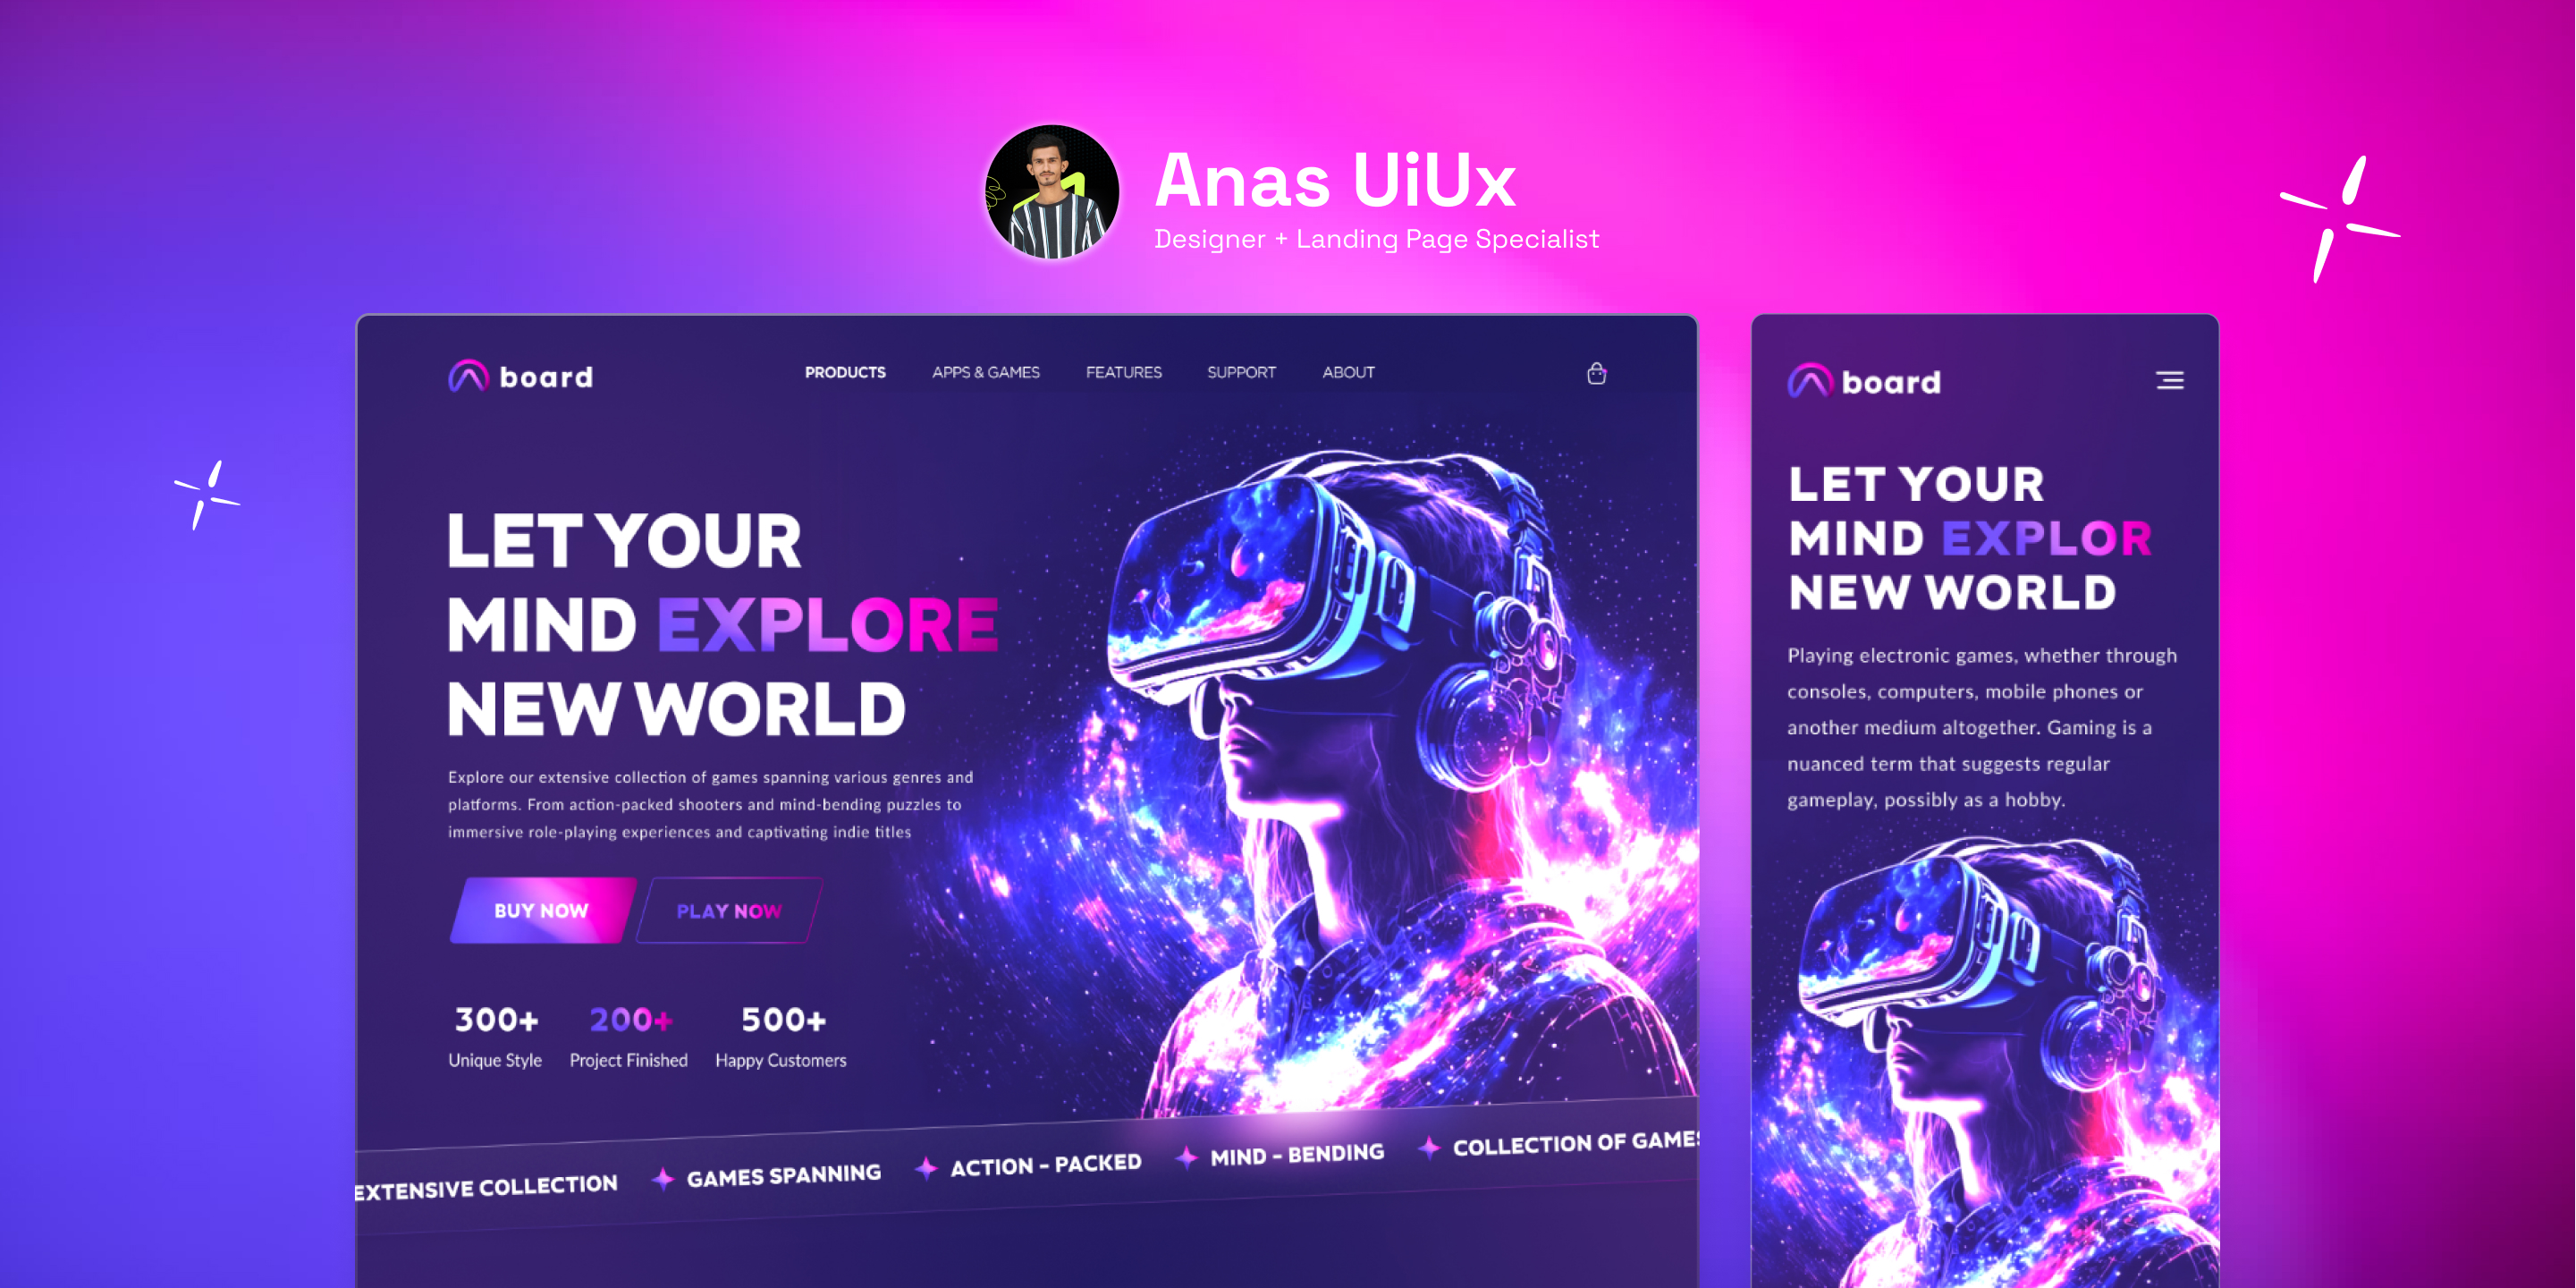 Anas UiUx
Designer + Landing Page Specialist
board
PRODUCTS APPS & GAMES FEATURES SUPPORT ABOUT
LET YOUR
MIND EXPLORE
NEW WORLD
Explore our extensive collection of games spanning various genres and
platforms. From action-packed shooters and mind-bending puzzles to
immersive role-playing experiences and captivating indie titles
BUY NOW PLAY NOW
300+ 200+ 500+
Unique Style Project Finished Happy Customers
EXTENSIVE COLLECTION GAMES SPANNING ACTION - PACKED MIND - BENDING COLLECTION OF GAMES
board
LET YOUR
MIND EXPLOR
NEW WORLD
Playing electronic games, whether through
consoles, computers, mobile phones or
another medium altogether. Gaming is a
nuanced term that suggests regular
gameplay, possibly as a hobby.